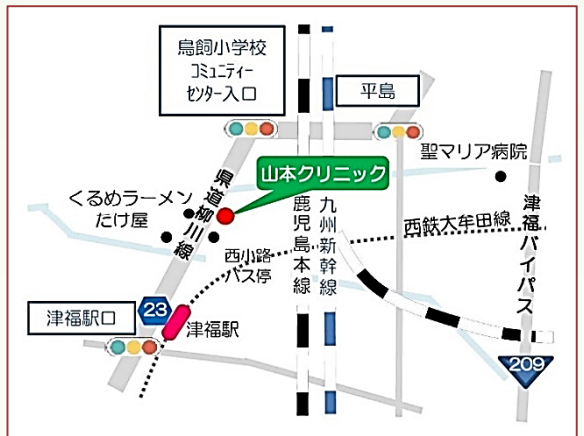 鳥飼小学校
コミュニティー
センター入口
平島
聖マリア病院
山本クリニック
県道柳川線
くるめラーメン
たけ屋
西小路
バス停
鹿児島本線
九州新幹線
西鉄大牟田線
津福バイパス
津福駅口
23
津福駅
209